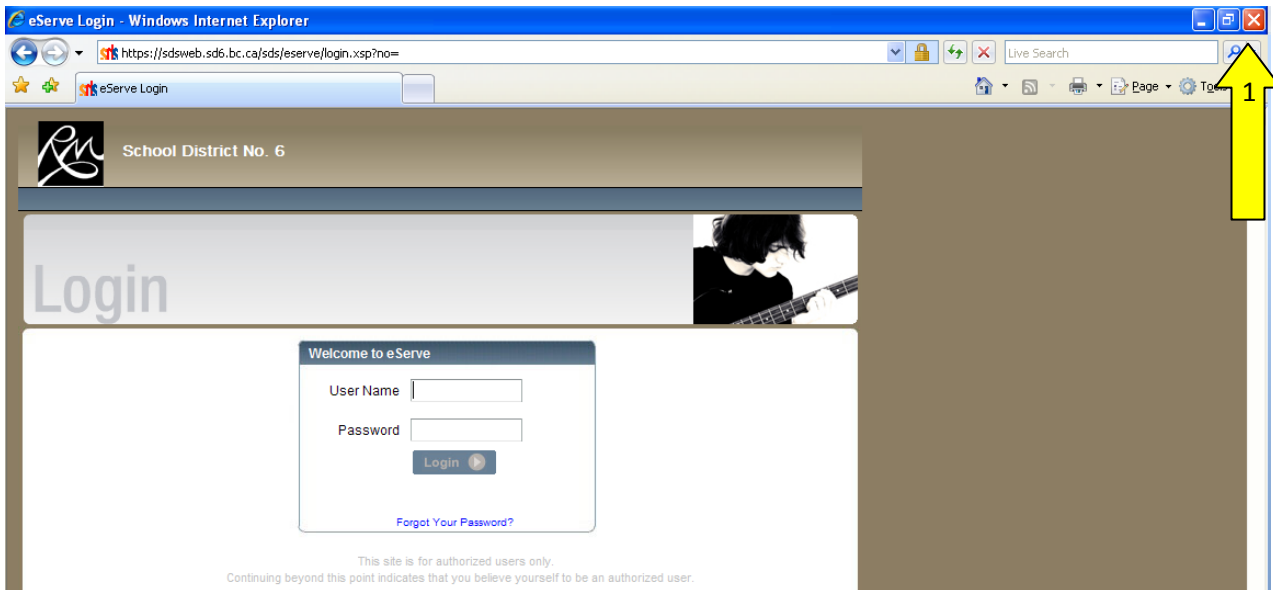 eServe Login - Windows Internet Explorer
https://sdsweb.sd6.bc.ca/sds/eserve/login.xsp?no=
Live Search
eServe Login
Page
1
RM
School District No. 6
Login
Welcome to eServe
User Name
Password
Login
Forgot Your Password?
This site is for authorized users only.
Continuing beyond this point indicates that you believe yourself to be an authorized user.